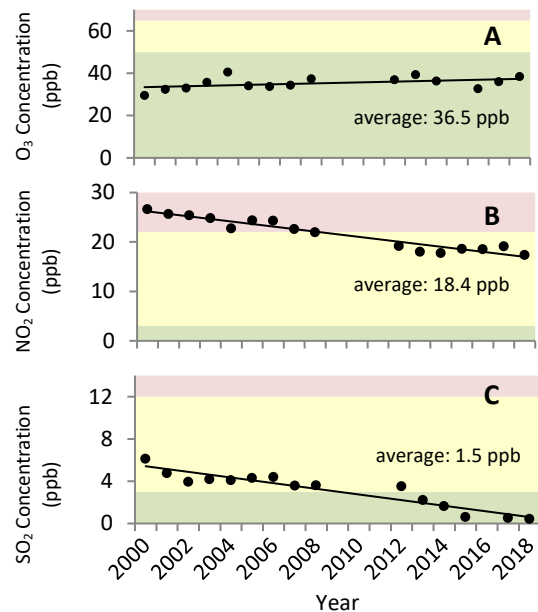 O₃ Concentration
(ppb)
60
40
20
0
A
average: 36.5 ppb
NO₂ Concentration
(ppb)
30
20
10
0
B
average: 18.4 ppb
SO₂ Concentration
(ppb)
12
8
4
0
C
average: 1.5 ppb
2000
2002
2004
2006
2008
2010
2012
2014
2016
2018
Year